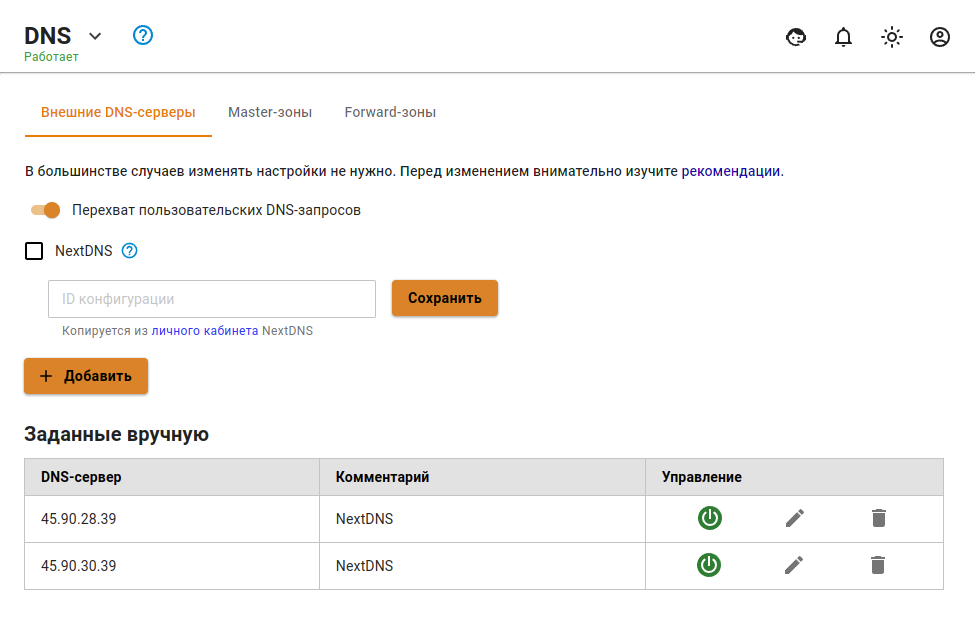 DNS
Работает
Внешние DNS-серверы Master-зоны Forward-зоны
В большинстве случаев изменять настройки не нужно. Перед изменением внимательно изучите рекомендации.
Перехват пользовательских DNS-запросов
NextDNS
ID конфигурации Сохранить
Копируется из личного кабинета NextDNS
+ Добавить
Заданные вручную
DNS-сервер Комментарий Управление
45.90.28.39 NextDNS
45.90.30.39 NextDNS